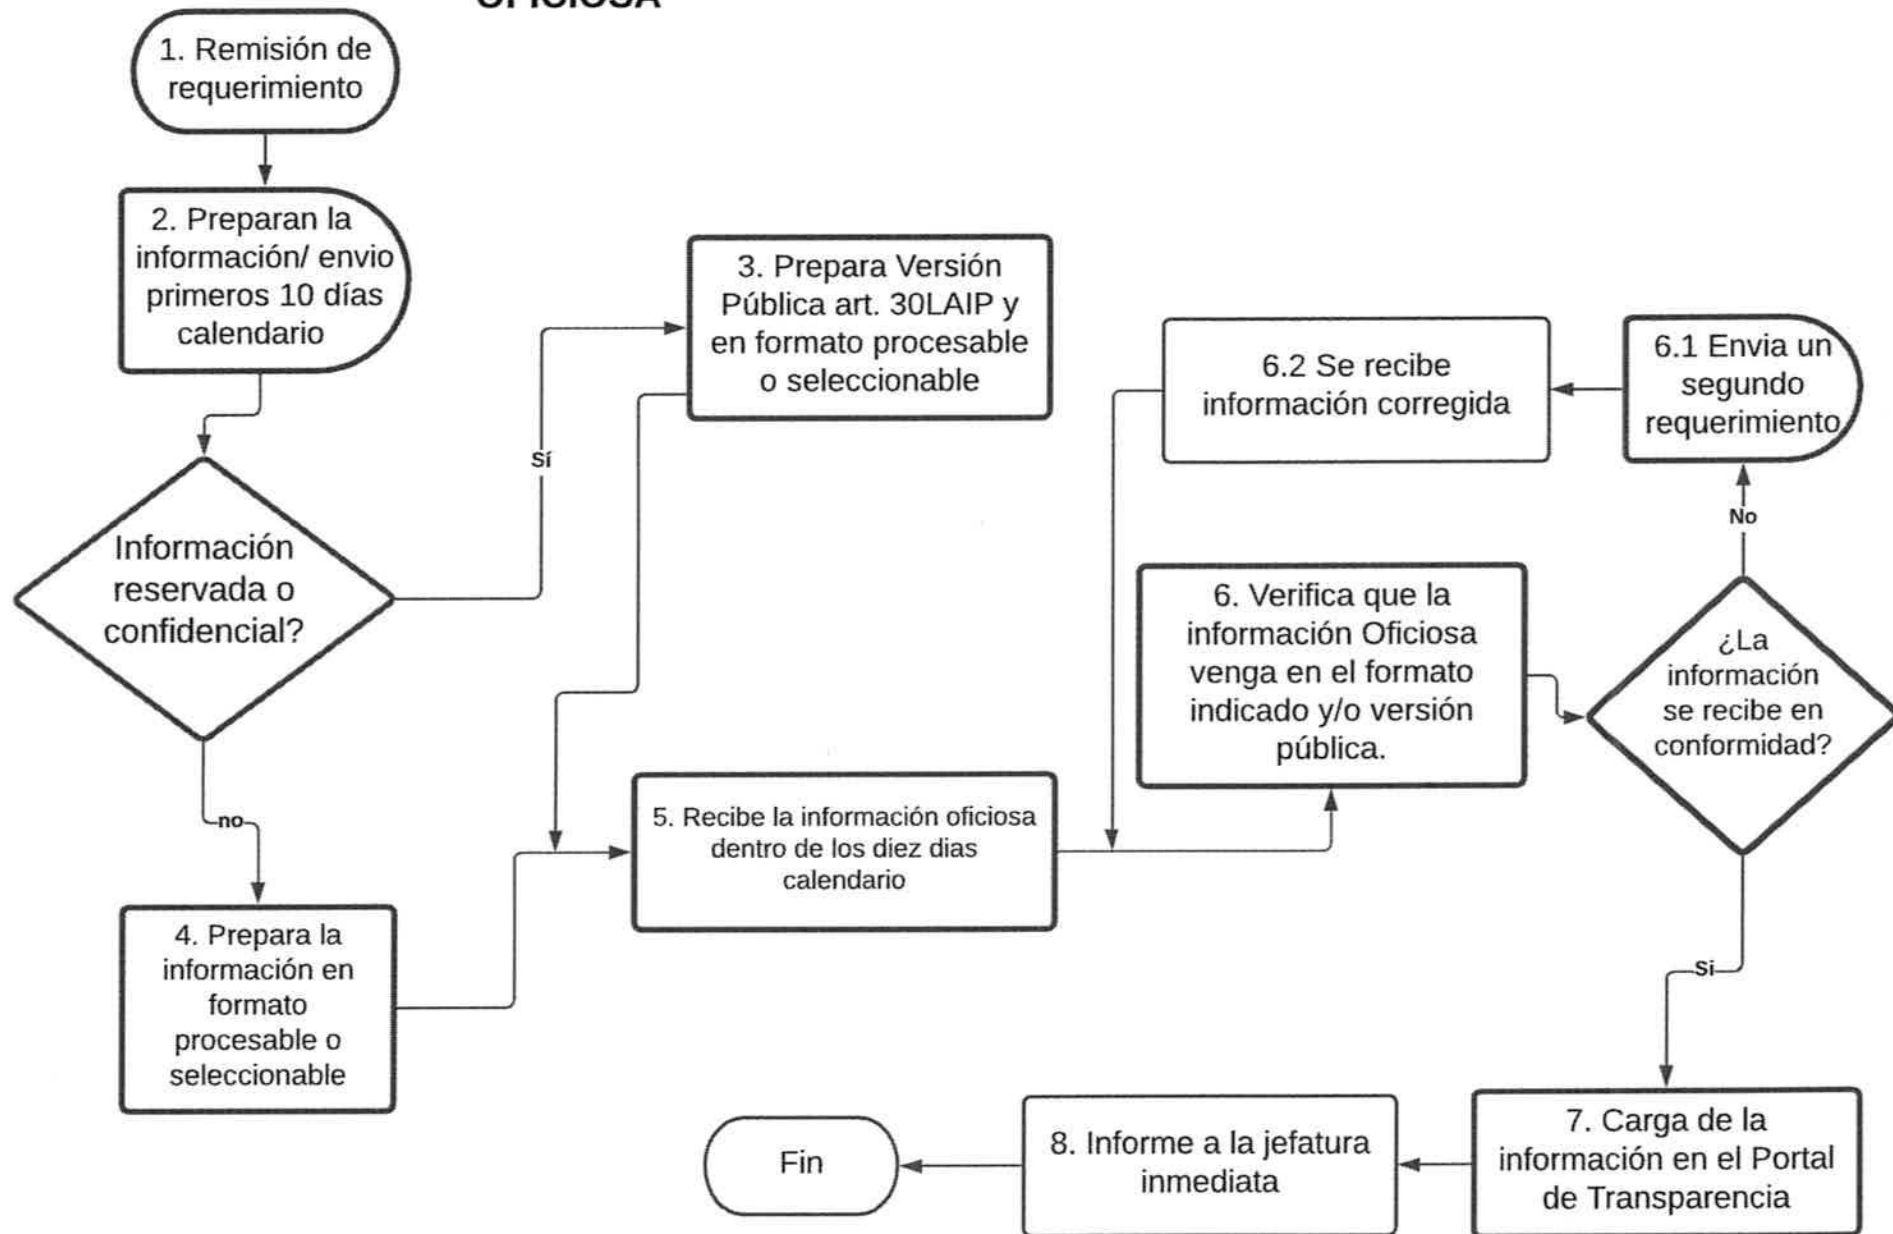 OFICIOSA
1. Remisión de
requerimiento
2. Preparan la
información/ envio
primeros 10 días
calendario
Información
reservada o
confidencial?
Sí
no
3. Prepara Versión
Pública art. 30LAIP y
en formato procesable
o seleccionable
4. Prepara la
información en
formato
procesable o
seleccionable
5. Recibe la información oficiosa
dentro de los diez dias
calendario
6. Verifica que la
información Oficiosa
venga en el formato
indicado y/o versión
pública.
¿La
información
se recibe en
conformidad?
No
6.1 Envia un
segundo
requerimiento
6.2 Se recibe
información corregida
Si
7. Carga de la
información en el Portal
de Transparencia
8. Informe a la jefatura
inmediata
Fin